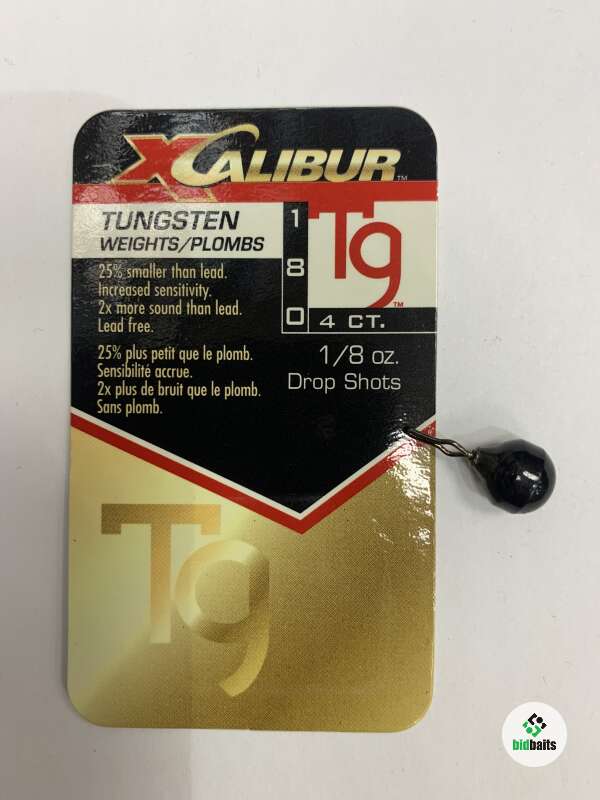 XCALIBUR™
TUNGSTEN
WEIGHTS/PLOMBS
25% smaller than lead.
Increased sensitivity.
2x more sound than lead.
Lead free.
25% plus petit que le plomb.
Sensibilité accrue.
2x plus de bruit que le plomb.
Sans plomb.
1
8
0
Tg™
4 CT.
1/8 oz.
Drop Shots
Tg
bidbaits